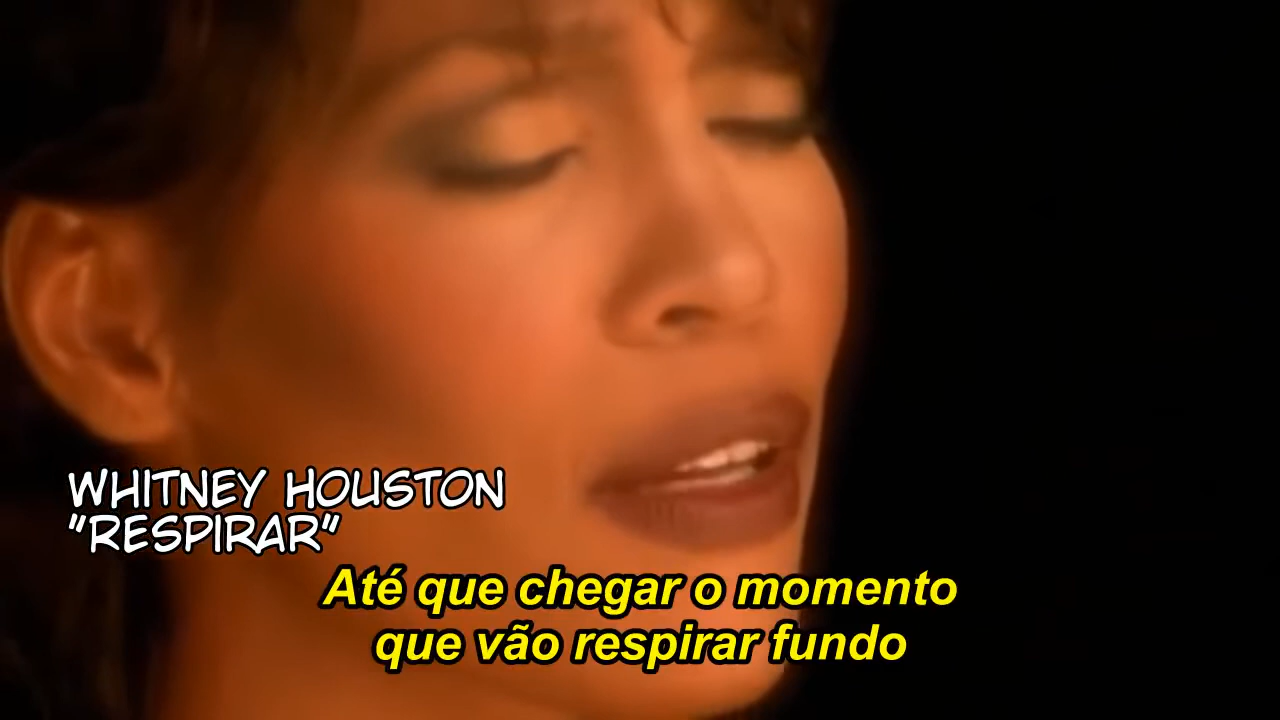 WHITNEY HOUSTON
"RESPIRAR"
Até que chegar o momento
que vão respirar fundo